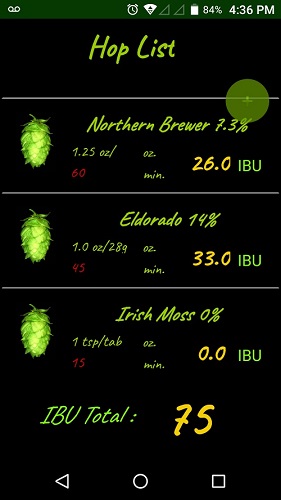 84% 4:36 PM
Hop List
+
Northern Brewer 7.3%
1.25 oz/ oz. 26.0 IBU
60 min.
Eldorado 14%
1.0 oz/28g oz. 33.0 IBU
45 min.
Irish Moss 0%
1 tsp/tab oz. 0.0 IBU
15 min.
IBU Total : 75